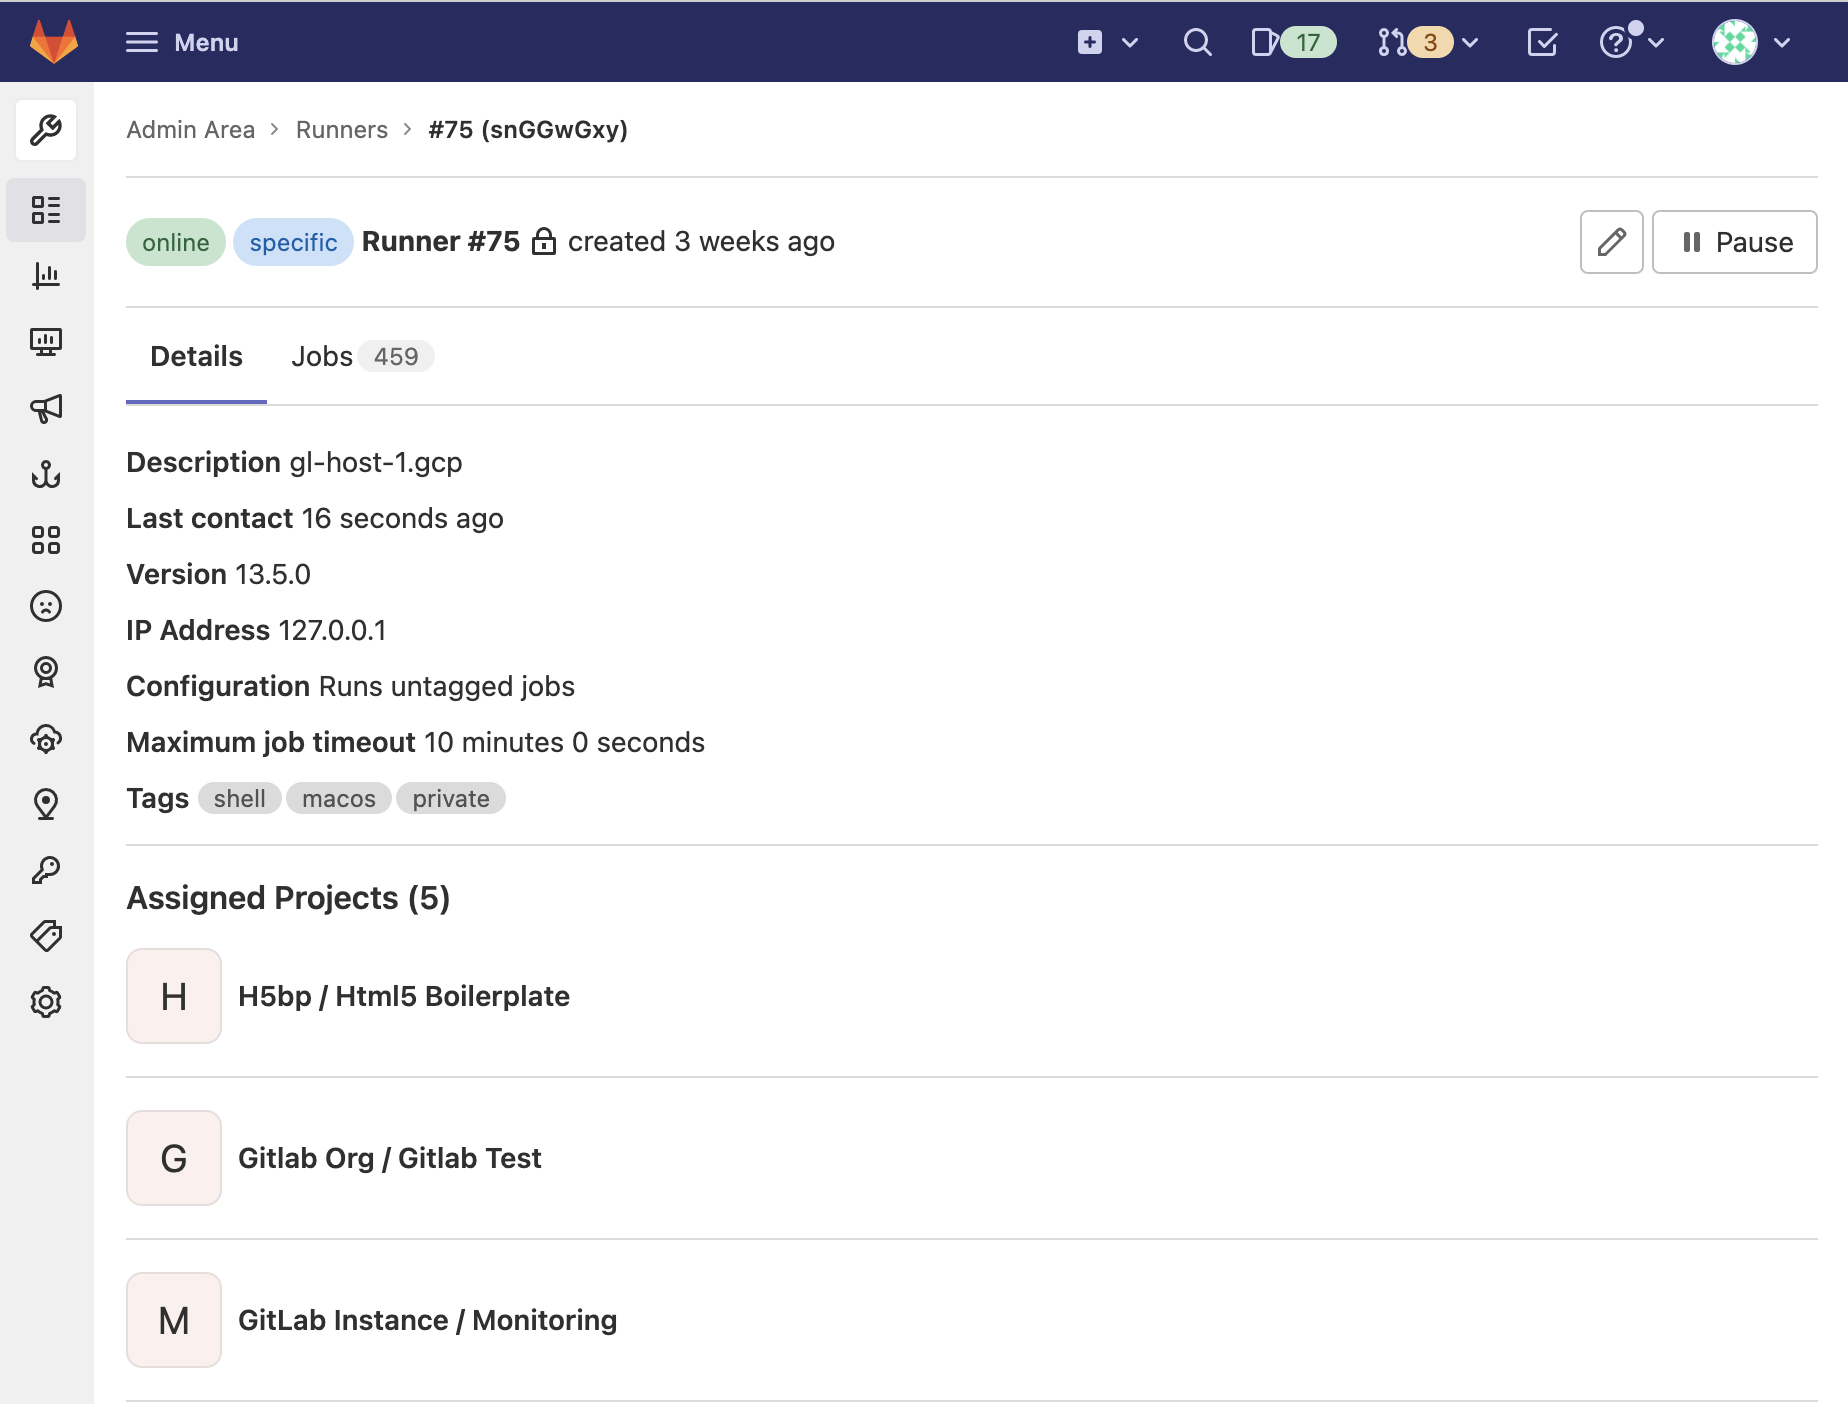 Menu 17 3
Admin Area > Runners > #75 (snGGwGxy)
online specific Runner #75 created 3 weeks ago Pause
Details Jobs 459
Description gl-host-1.gcp
Last contact 16 seconds ago
Version 13.5.0
IP Address 127.0.0.1
Configuration Runs untagged jobs
Maximum job timeout 10 minutes 0 seconds
Tags shell macos private
Assigned Projects (5)
H H5bp / Html5 Boilerplate
G Gitlab Org / Gitlab Test
M GitLab Instance / Monitoring